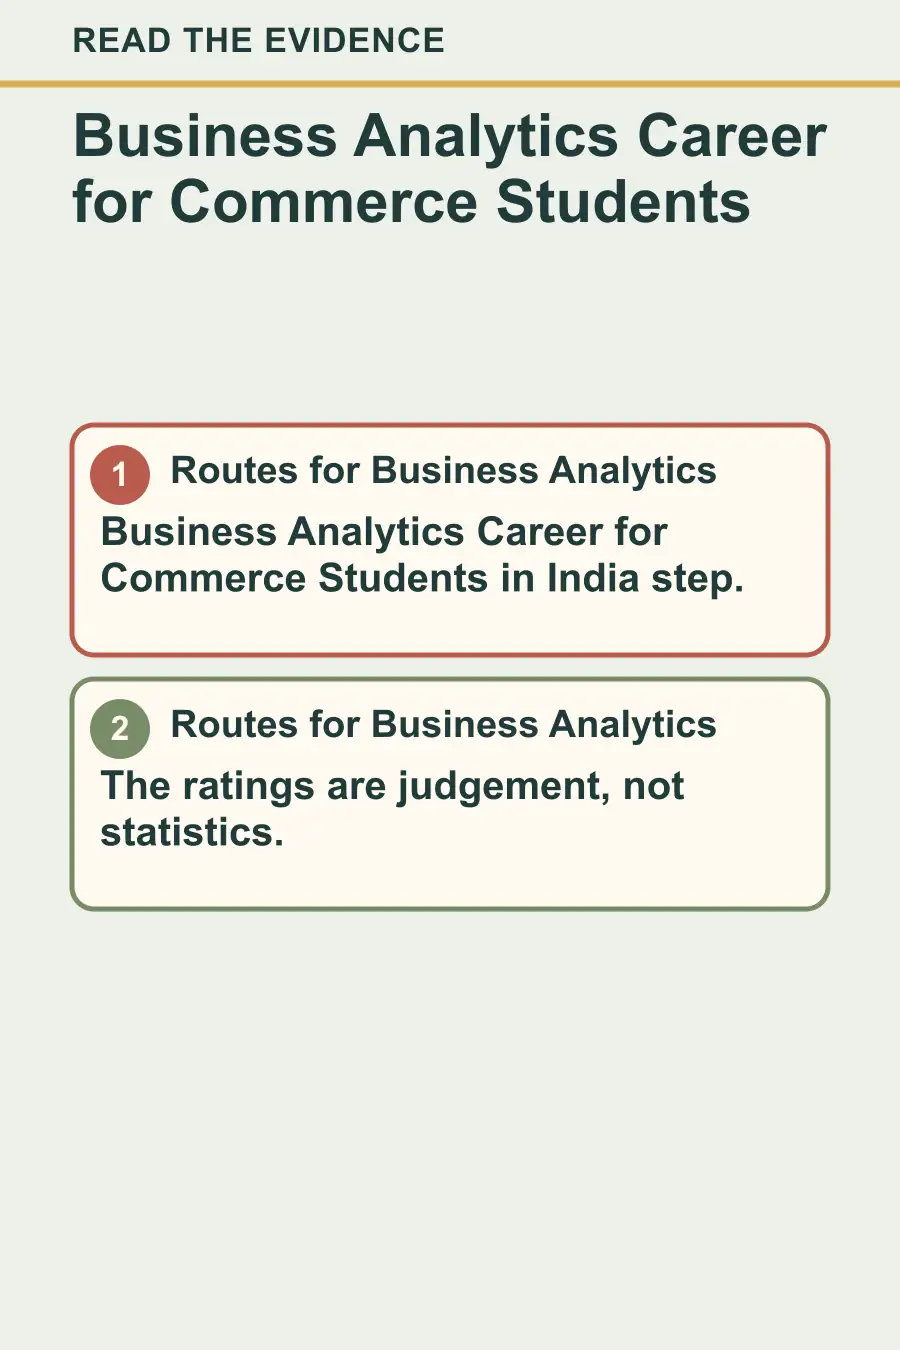 READ THE EVIDENCE
Business Analytics Career
for Commerce Students
1 Routes for Business Analytics
Business Analytics Career for
Commerce Students in India step.
2 Routes for Business Analytics
The ratings are judgement, not
statistics.